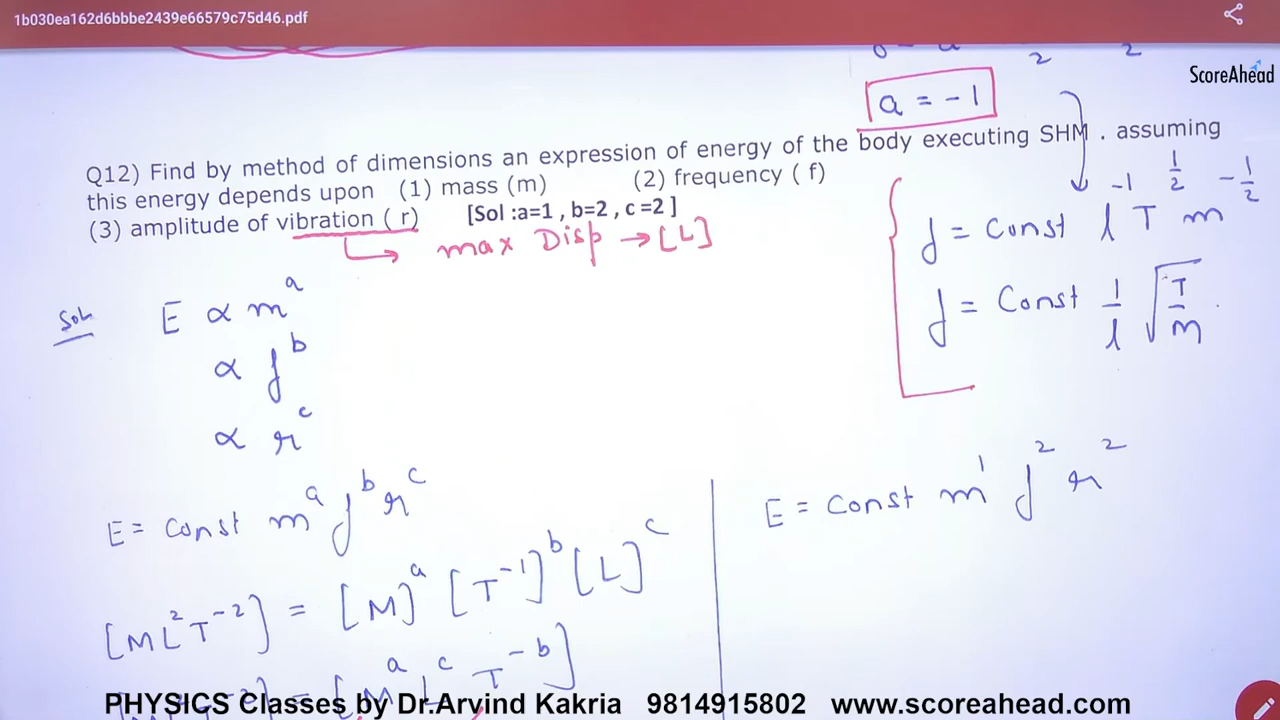 1b030ea162d6bbbe2439e66579c75d46.pdf
ScoreAhead
2 2
a = -1
Q12) Find by method of dimensions an expression of energy of the body executing SHM . assuming
this energy depends upon (1) mass (m) (2) frequency ( f)
(3) amplitude of vibration ( r) [Sol :a=1 , b=2 , c =2 ]
max Disp → [L]
f = Const l^-1 T^1/2 m^-1/2
f = Const 1/l √T/m .
Sol E ∝ m^a
∝ f^b
∝ r^c
E = Const m^a f^b r^c
[ML^2T^-2] = [M]^a [T^-1]^b [L]^c
= [M^a L^c T^-b]
E = Const m^1 f^2 r^2
PHYSICS Classes by Dr.Arvind Kakria 9814915802 www.scoreahead.com